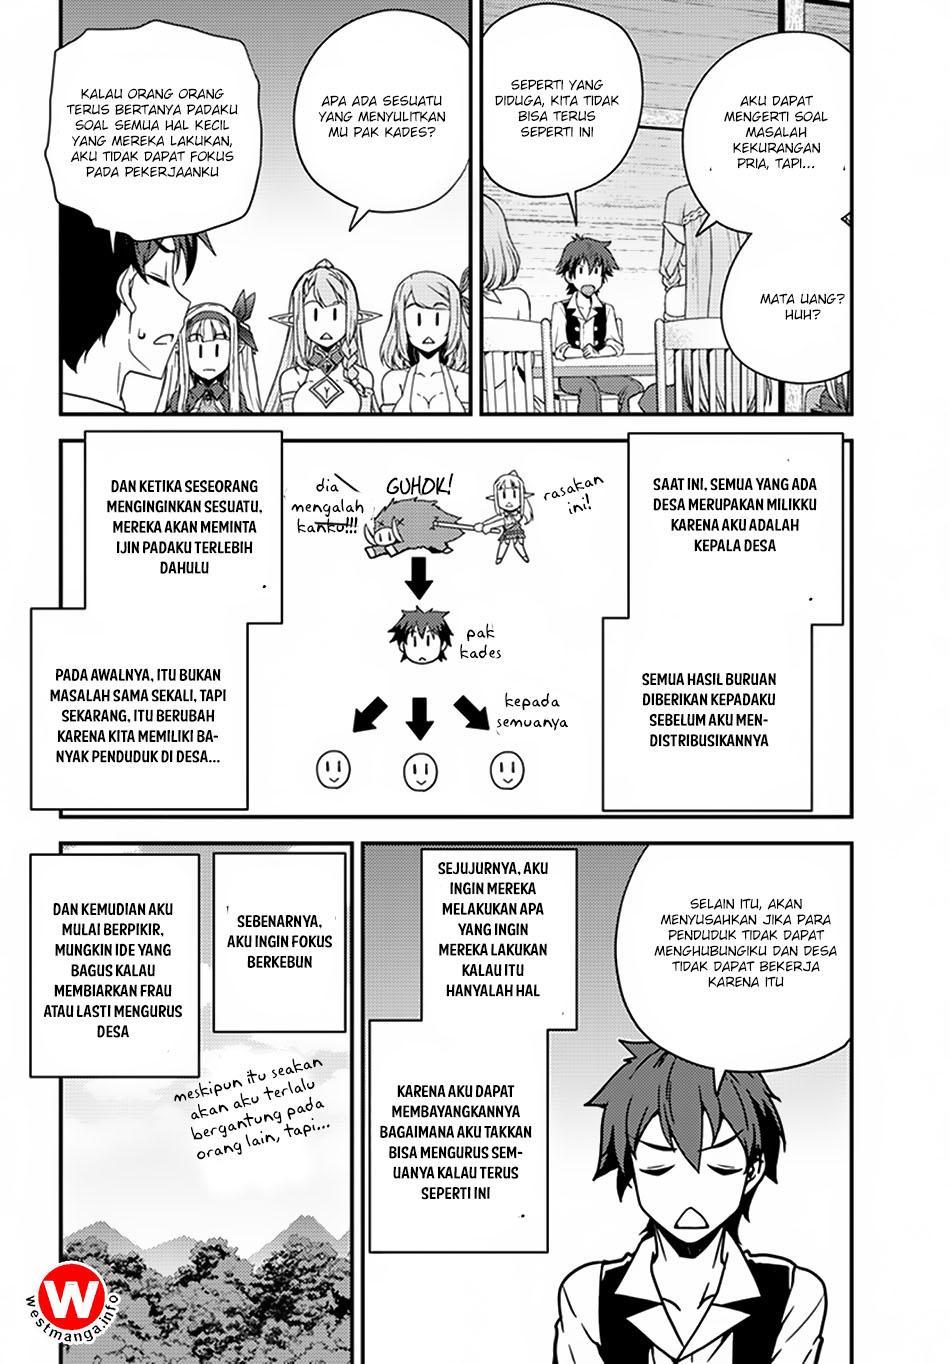 AKU DAPAT
MENGERTI SOAL
MASALAH
KEKURANGAN
PRIA, TAPI...
MATA UANG?
HUH?
SEPERTI YANG
DIDUGA, KITA TIDAK
BISA TERUS
SEPERTI INI
APA ADA SESUATU
YANG MENYULITKAN
MU PAK KADES?
KALAU ORANG ORANG
TERUS BERTANYA PADAKU
SOAL SEMUA HAL KECIL
YANG MEREKA LAKUKAN,
AKU TIDAK DAPAT FOKUS
PADA PEKERJAANKU
SAAT INI, SEMUA YANG ADA
DESA MERUPAKAN MILIKKU
KARENA AKU ADALAH
KEPALA DESA
SEMUA HASIL BURUAN
DIBERIKAN KEPADAKU
SEBELUM AKU MEN-
DISTRIBUSIKANNYA
rasakan
ini!
GUHOK!
dia
mengalah
kanku!!!
pak
kades
kepada
semuanya
DAN KETIKA SESEORANG
MENGINGINKAN SESUATU,
MEREKA AKAN MEMINTA
IJIN PADAKU TERLEBIH
DAHULU
PADA AWALNYA, ITU BUKAN
MASALAH SAMA SEKALI, TAPI
SEKARANG, ITU BERUBAH
KARENA KITA MEMILIKI BA-
NYAK PENDUDUK DI DESA...
SELAIN ITU, AKAN
MENYUSAHKAN JIKA PARA
PENDUDUK TIDAK DAPAT
MENGHUBUNGIKU DAN DESA
TIDAK DAPAT BEKERJA
KARENA ITU
SEJUJURNYA, AKU
INGIN MEREKA
MELAKUKAN APA
YANG INGIN
MEREKA LAKUKAN
KALAU ITU
HANYALAH HAL
KARENA AKU DAPAT
MEMBAYANGKANNYA
BAGAIMANA AKU TAKKAN
BISA MENGURUS SEM-
UANYA KALAU TERUS
SEPERTI INI
SEBENARNYA,
AKU INGIN FOKUS
BERKEBUN
DAN KEMUDIAN AKU
MULAI BERPIKIR,
MUNGKIN IDE YANG
BAGUS KALAU
MEMBIARKAN FRAU
ATAU LASTI MENGURUS
DESA
meskipun itu seakan
akan aku terlalu
bergantung pada
orang lain, tapi...
W
westmanga.info